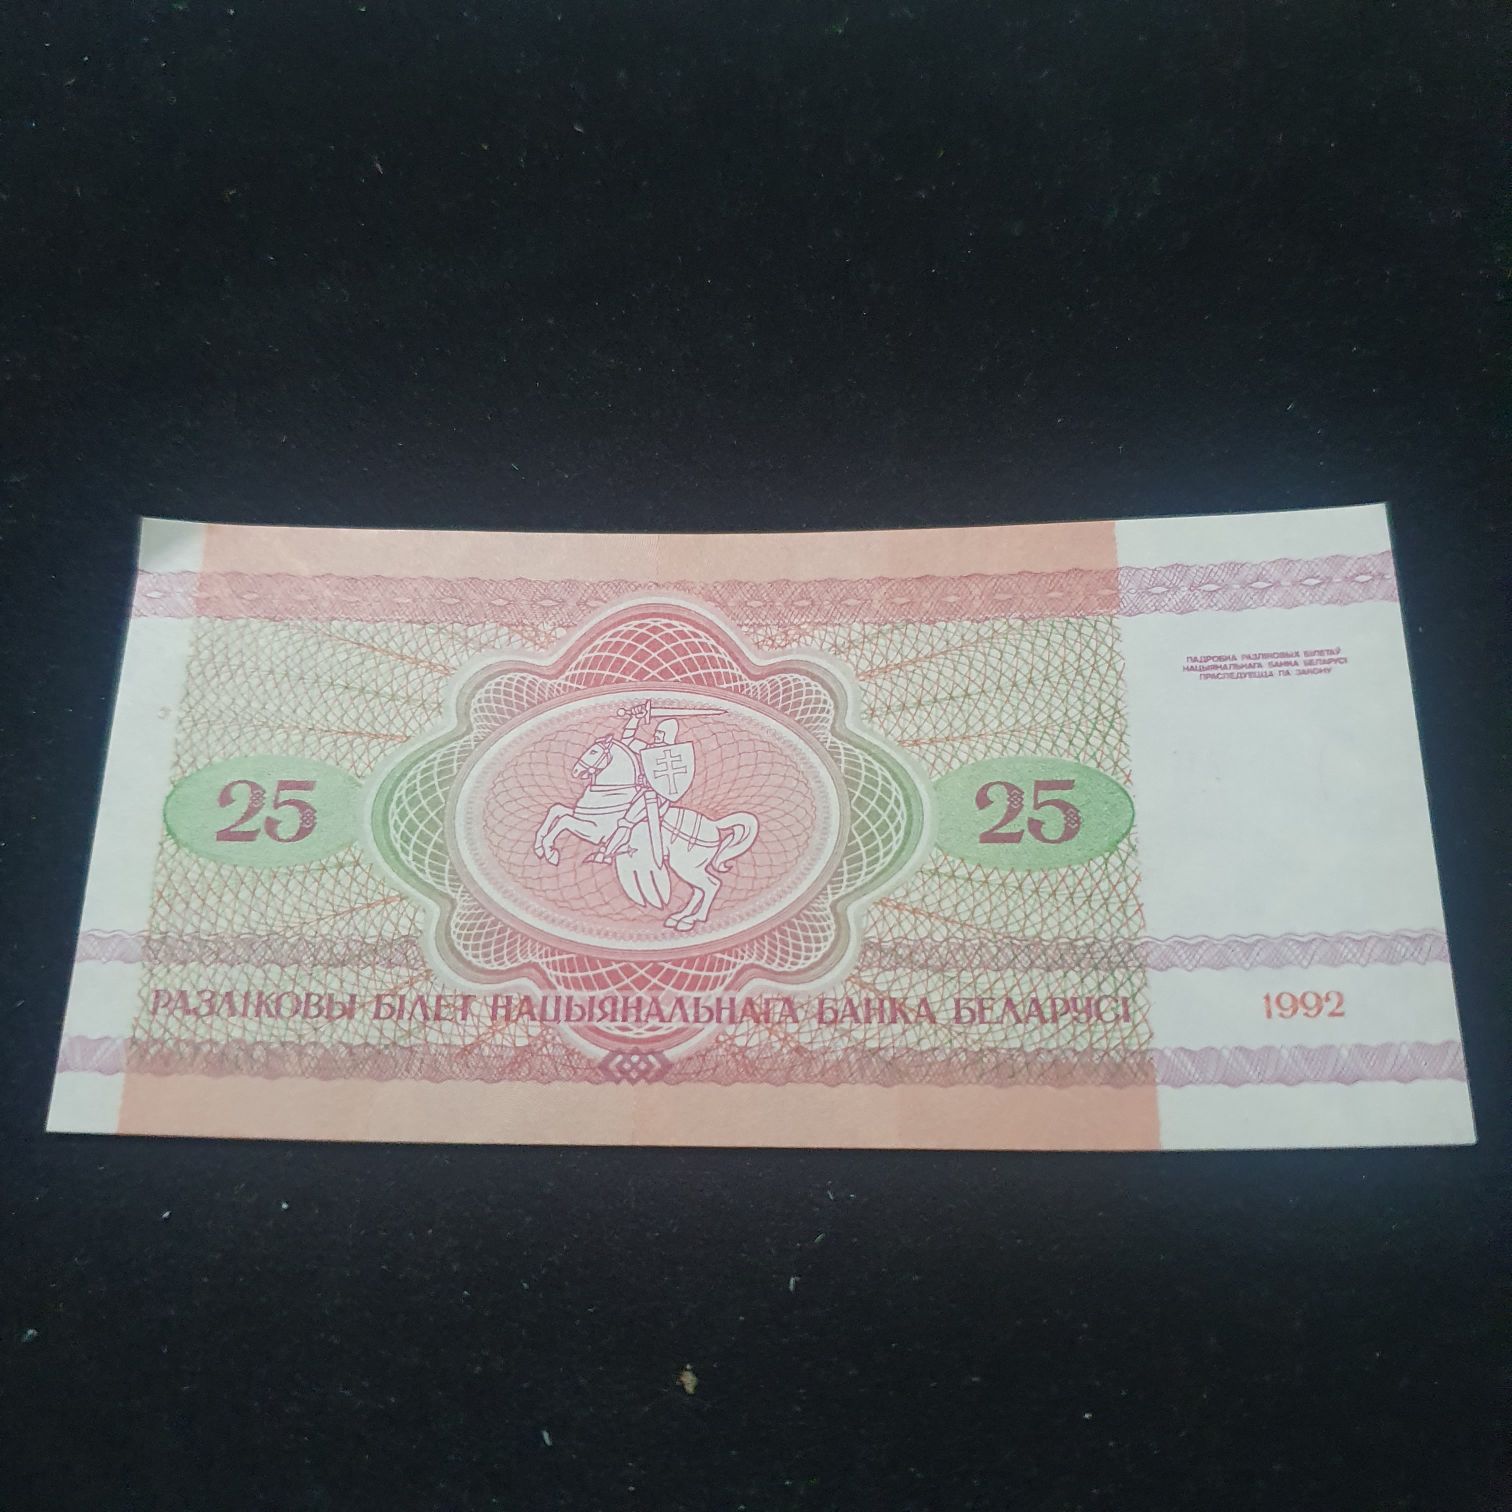 ПАДРОБКА РАЗЛІКОВЫХ БІЛЕТАЎ
НАЦЫЯНАЛЬНАГА БАНКА БЕЛАРУСІ
ПРАСЛЕДУЕЦЦА ПА ЗАКОНУ
25 25
РАЗЛІКОВЫ БІЛЕТ НАЦЫЯНАЛЬНАГА БАНКА БЕЛАРУСІ
1992